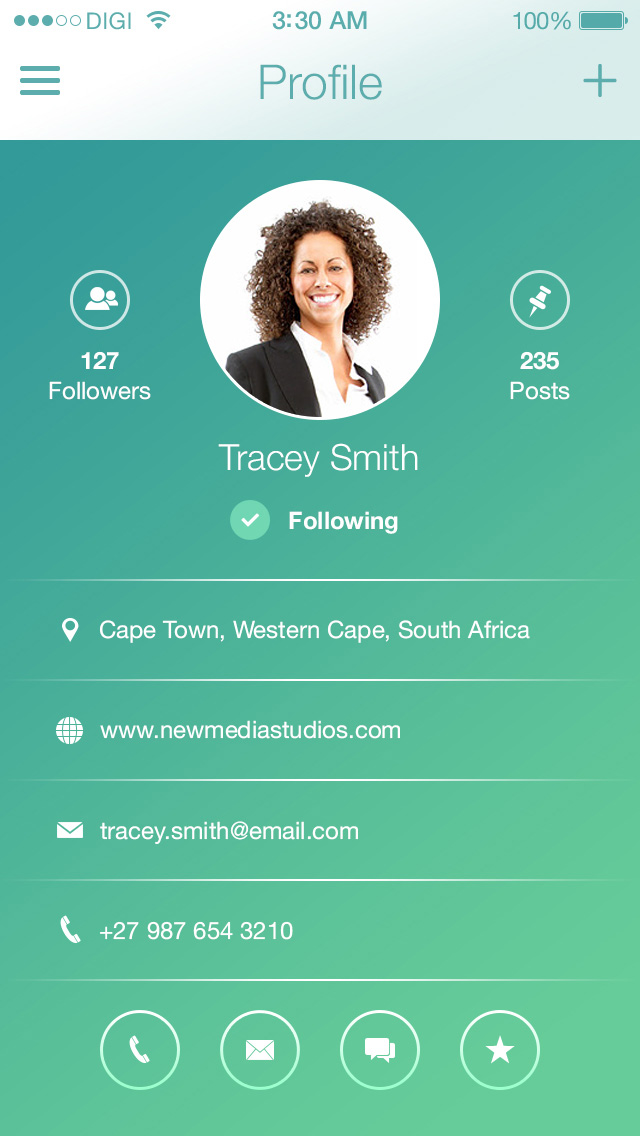 DIGI 3:30 AM 100%
Profile
127
Followers
235
Posts
Tracey Smith
Following
Cape Town, Western Cape, South Africa
www.newmediastudios.com
tracey.smith@email.com
+27 987 654 3210